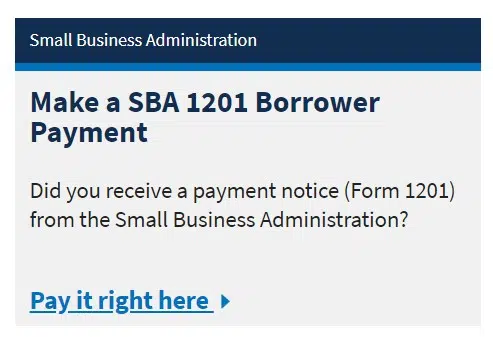 Small Business Administration
Make a SBA 1201 Borrower
Payment
Did you receive a payment notice (Form 1201)
from the Small Business Administration?
Pay it right here